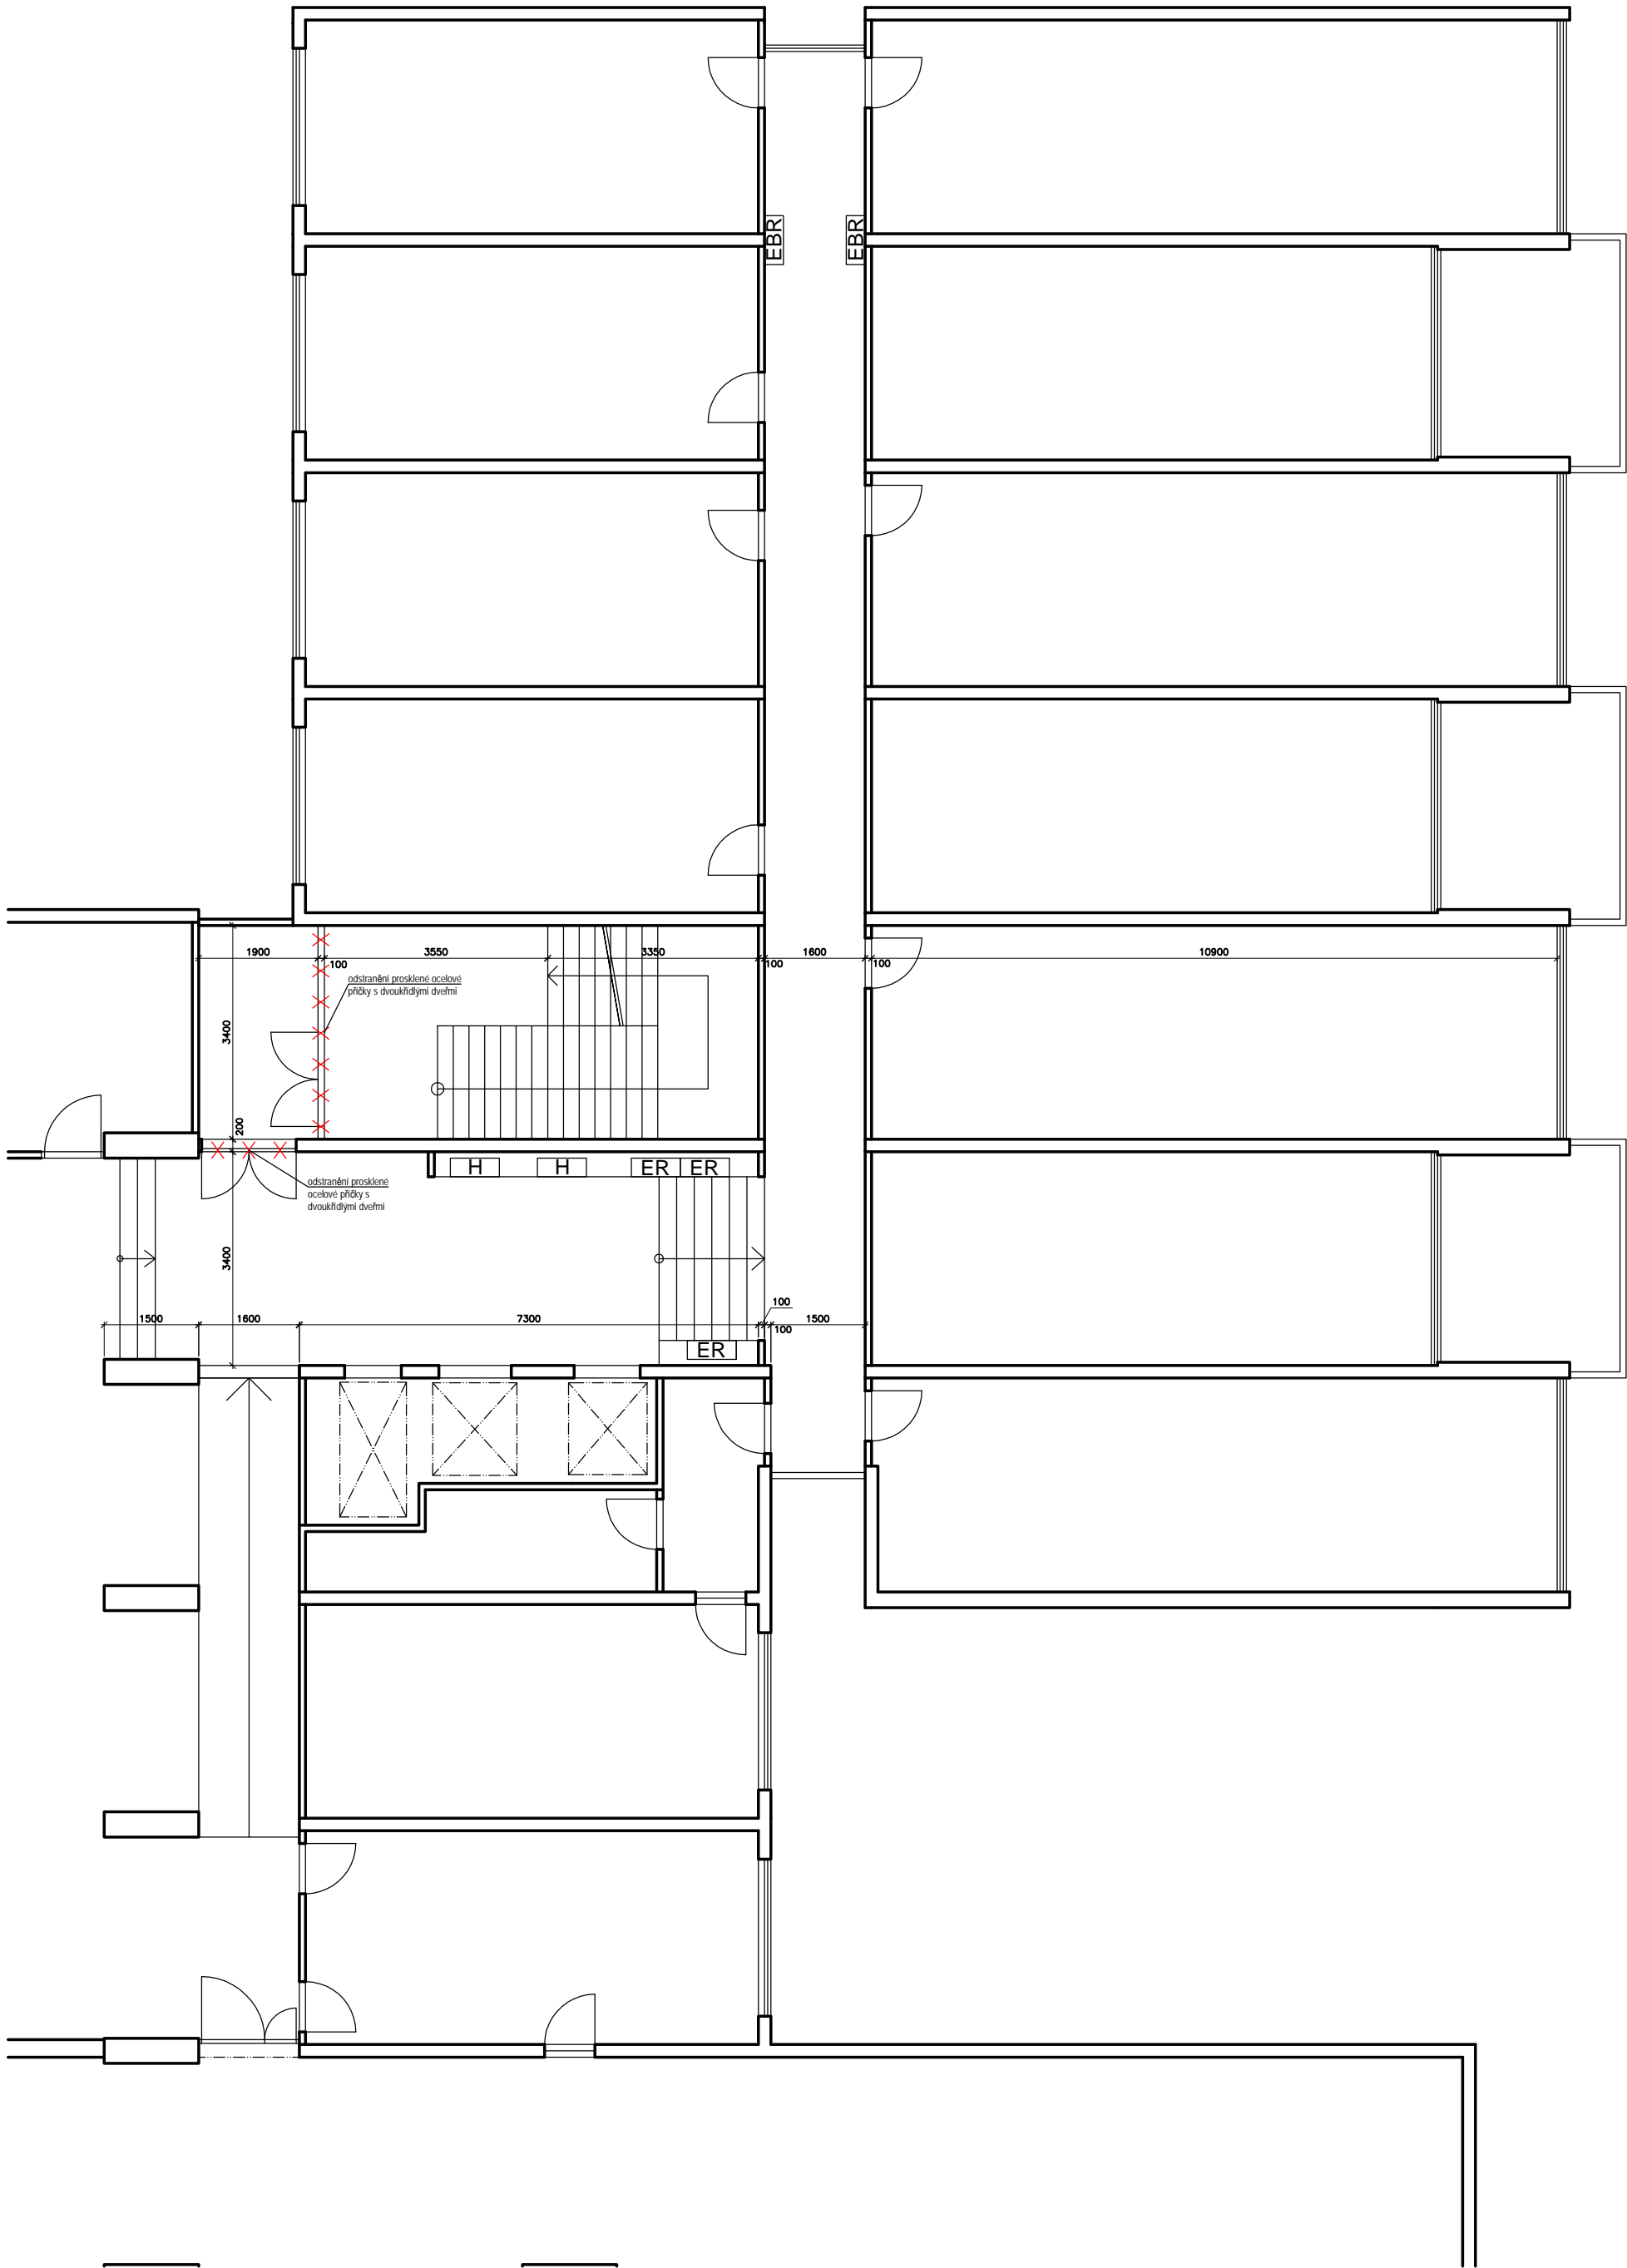 EBR
EBR
1900
100
3550
3350
100
1600
100
10900
odstranění prosklené ocelové
příčky s dvoukřídlými dveřmi
3400
200
H
H
ER
ER
odstranění prosklené
ocelové příčky s
dvoukřídlými dveřmi
3400
1500
1600
7300
100
100
1500
ER